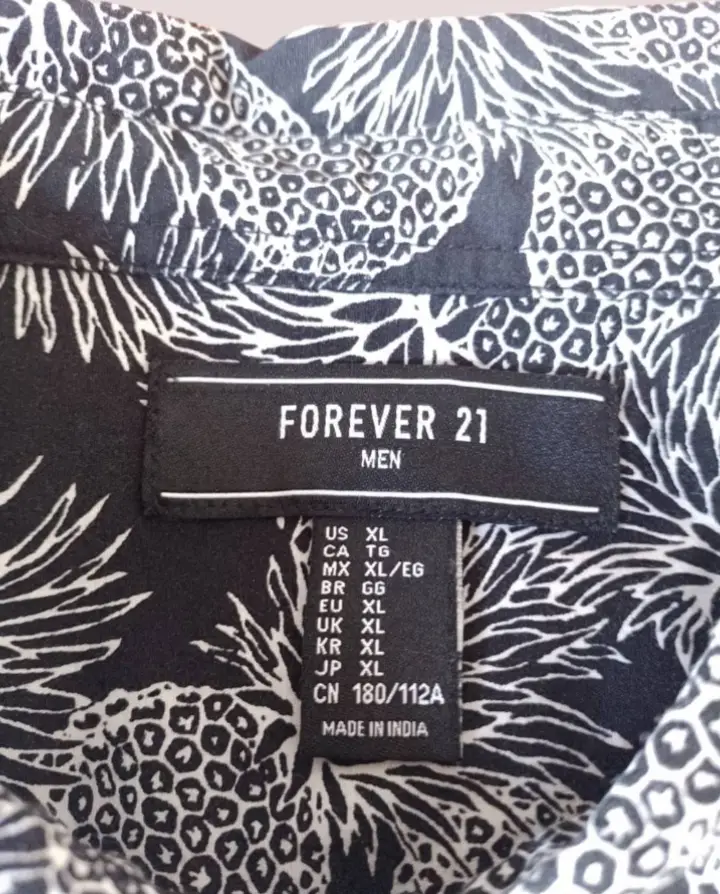 FOREVER 21
MEN
US XL
CA TG
MX XL/EG
BR GG
EU XL
UK XL
KR XL
JP XL
CN 180/112A
MADE IN INDIA